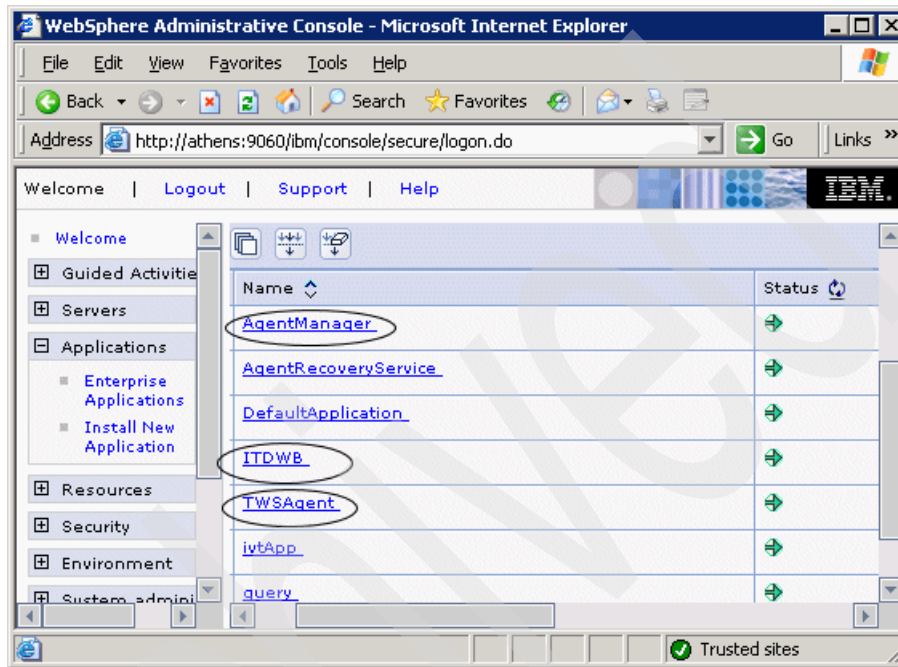 WebSphere Administrative Console - Microsoft Internet Explorer
File Edit View Favorites Tools Help
Back Search Favorites
Address http://athens:9060/ibm/console/secure/logon.do Go Links »
Welcome | Logout | Support | Help IBM.
Welcome
Guided Activitie
Servers
Applications
Enterprise
Applications
Install New
Application
Resources
Security
Environment
System admini
Name Status
AgentManager
AgentRecoveryService
DefaultApplication
ITDWB
TWSAgent
ivtApp
query
Trusted sites